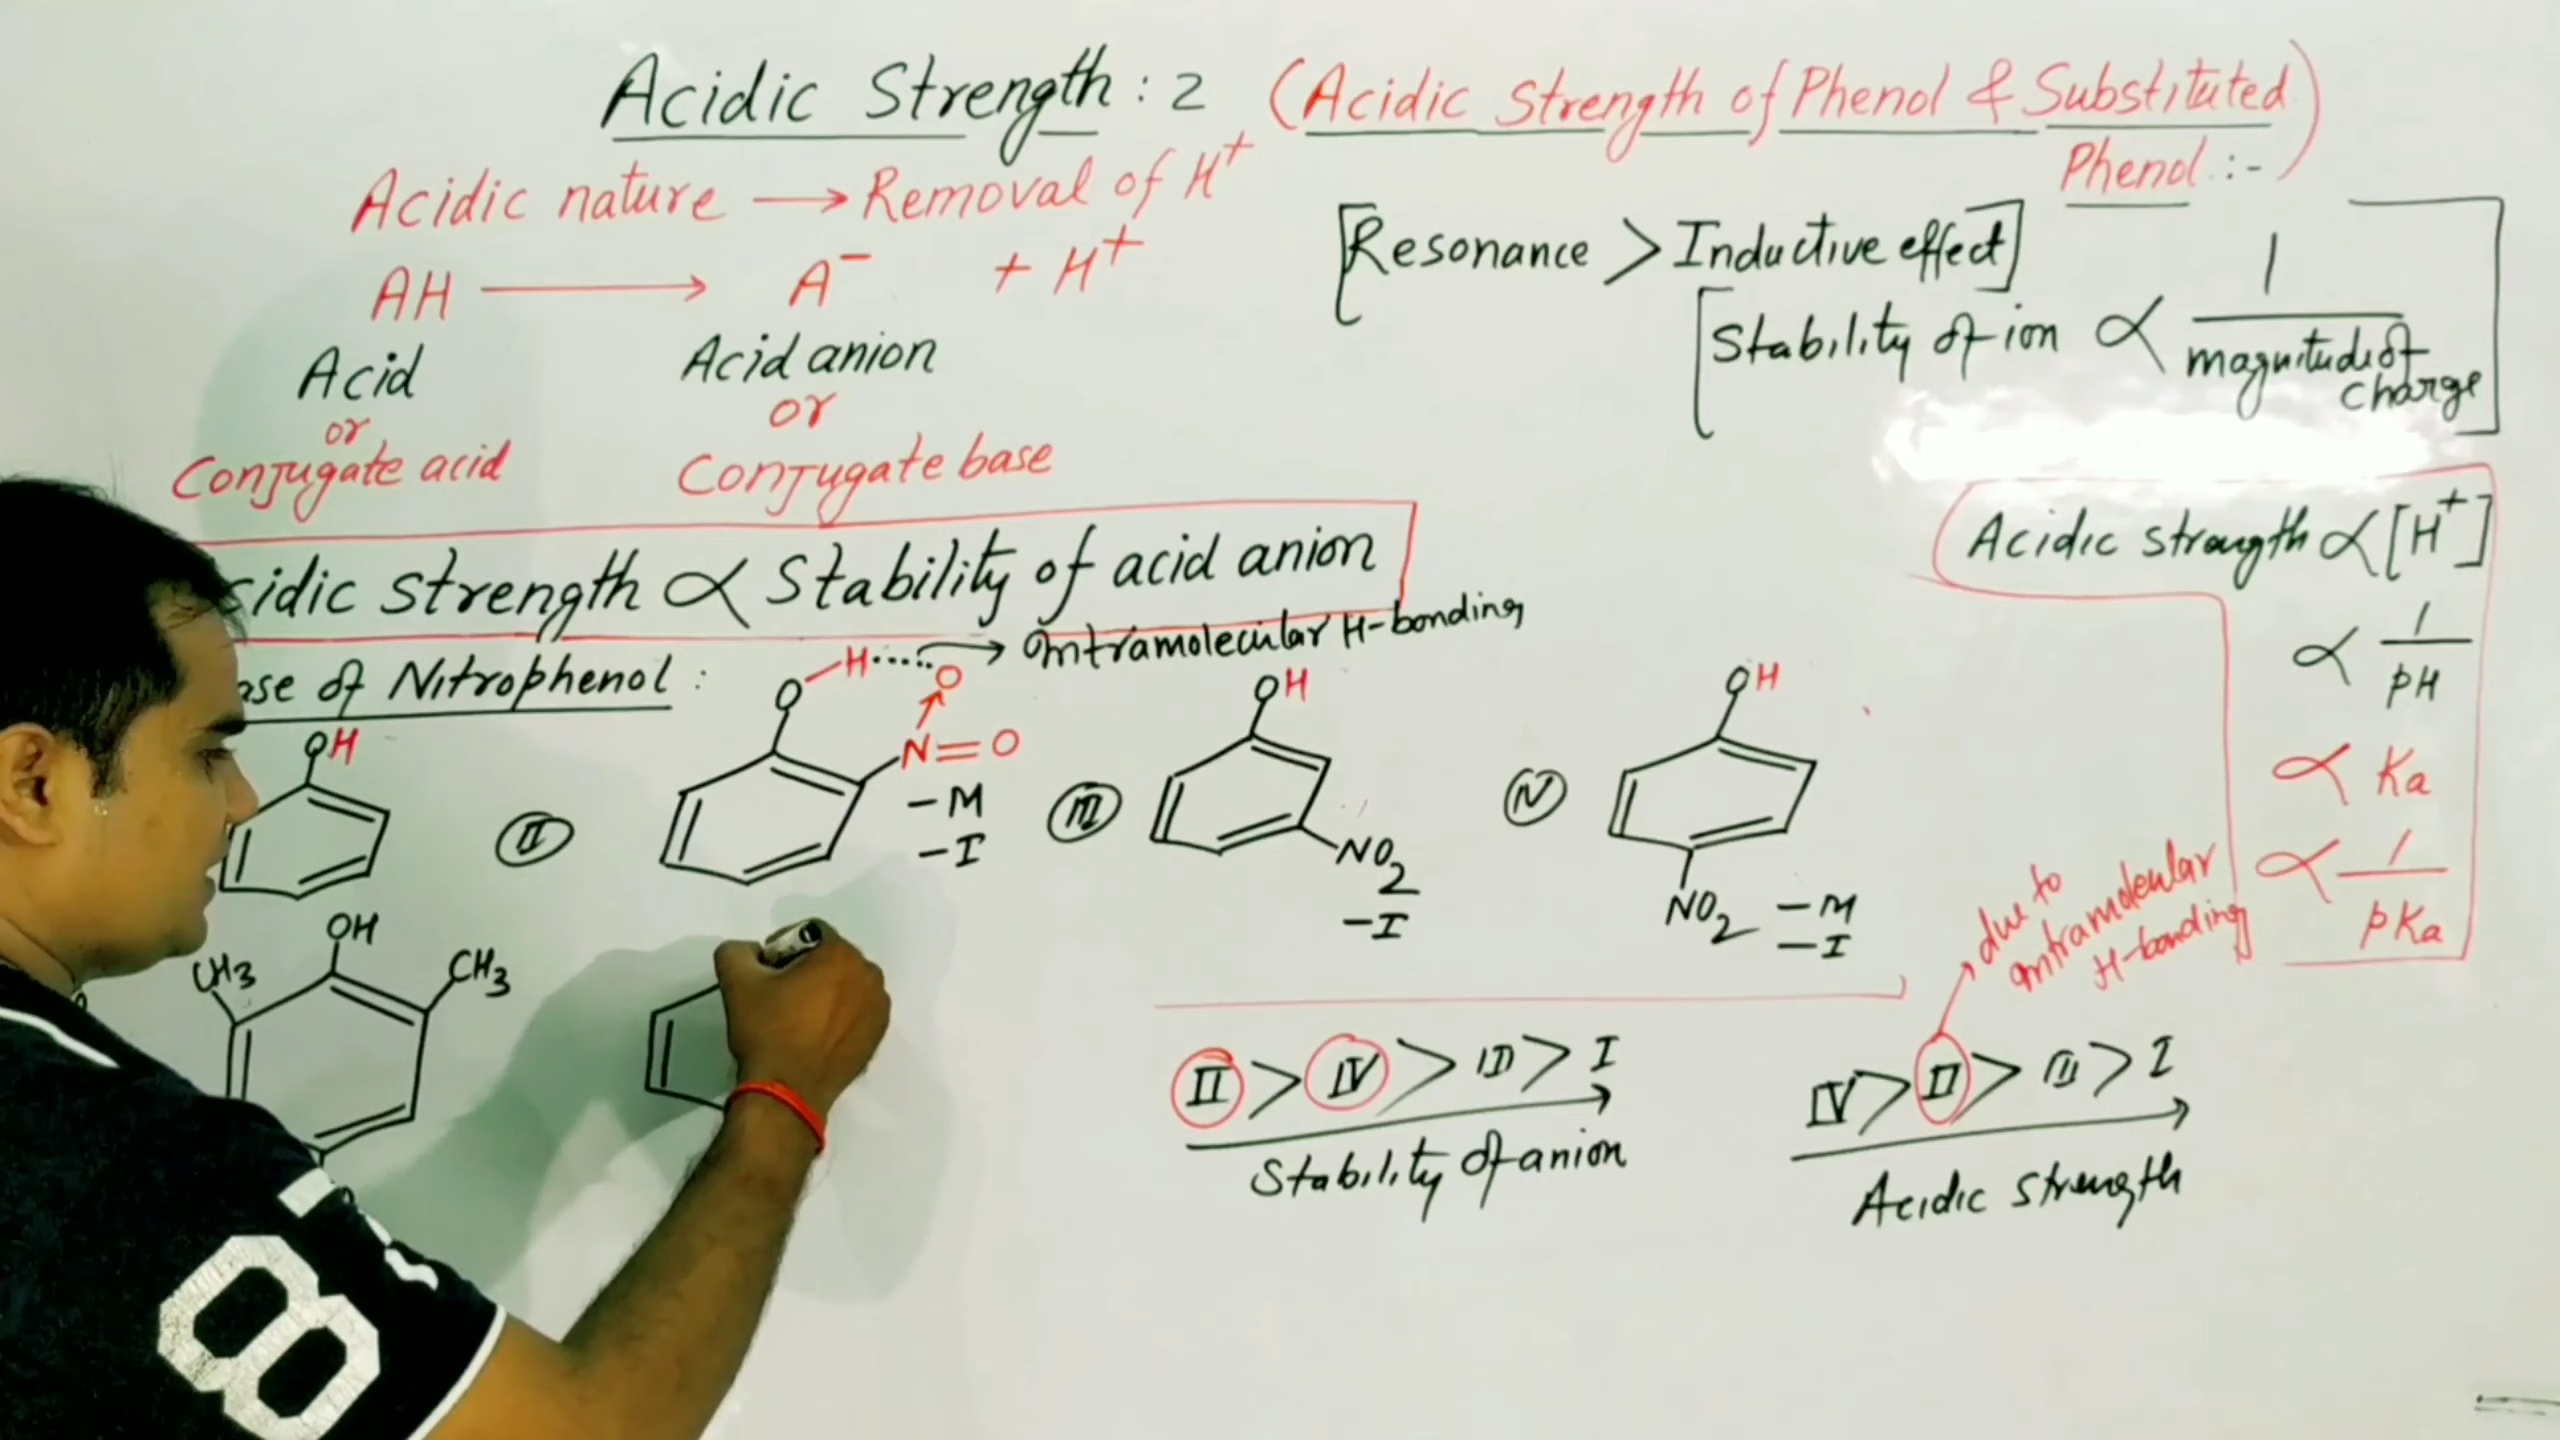 Acidic Strength : 2 (Acidic Strength of Phenol & Substituted
Phenol :-)
Acidic nature → Removal of H+
AH → A− + H+
Acid Acid anion
or or
Conjugate acid Conjugate base
[Resonance > Inductive effect]
[Stability of ion ∝ 1 / magnitude of charge]
cidic strength ∝ Stability of acid anion
Acidic strength ∝ [H+]
∝ 1 / pH
∝ Ka
∝ 1 / pKa
ase of Nitrophenol :
O–H····· → Intramolecular H-bonding
O
N=O
–M
–I
OH
II
III
OH
NO2
–I
IV
OH
NO2 –M
–I
OH
CH3
CH3
II > IV > III > I
Stability of anion
due to
intramolecular
H-bonding
IV > II > III > I
Acidic strength
8